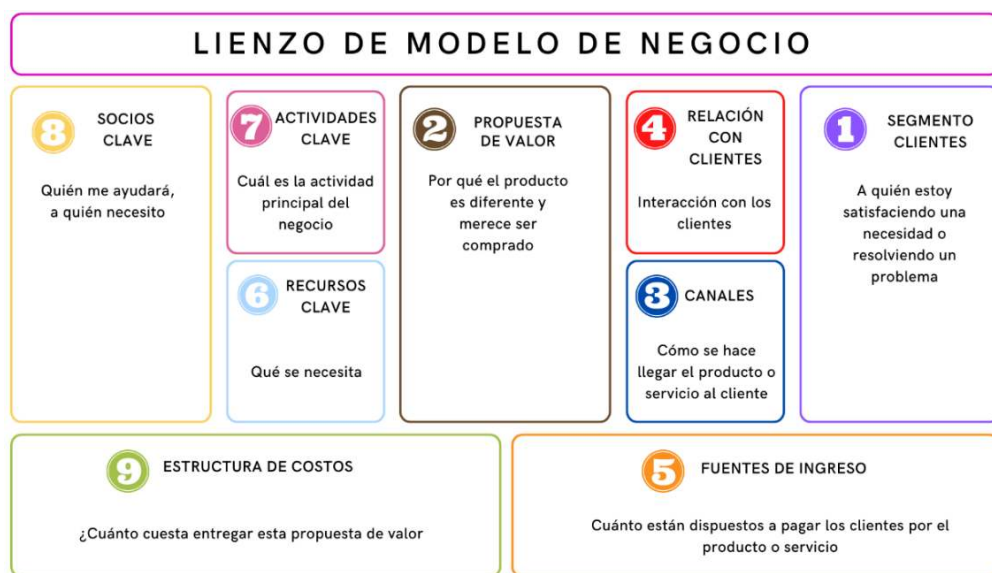 LIENZO DE MODELO DE NEGOCIO
8
SOCIOS
CLAVE
Quién me ayudará,
a quién necesito
7
ACTIVIDADES
CLAVE
Cuál es la actividad
principal del
negocio
6
RECURSOS
CLAVE
Qué se necesita
2
PROPUESTA
DE VALOR
Por qué el producto
es diferente y
merece ser
comprado
4
RELACIÓN
CON
CLIENTES
Interacción con los
clientes
3
CANALES
Cómo se hace
llegar el producto o
servicio al cliente
1
SEGMENTO
CLIENTES
A quién estoy
satisfaciendo una
necesidad o
resolviendo un
problema
9
ESTRUCTURA DE COSTOS
¿Cuánto cuesta entregar esta propuesta de valor
5
FUENTES DE INGRESO
Cuánto están dispuestos a pagar los clientes por el
producto o servicio